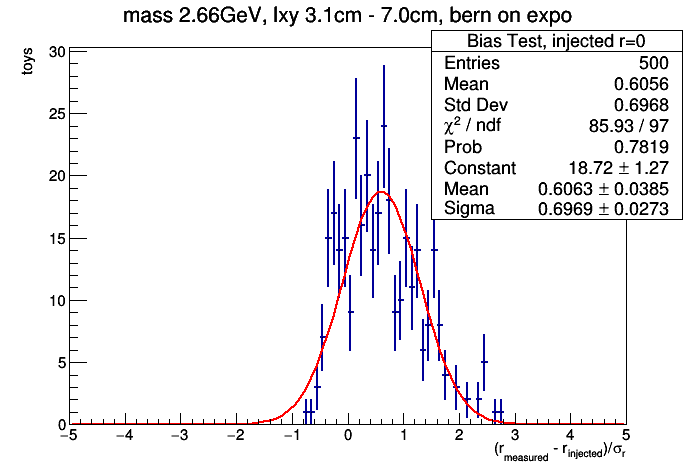 mass 2.66GeV, lxy 3.1cm - 7.0cm, bern on expo
Bias Test, injected r=0
Entries 500
Mean 0.6056
Std Dev 0.6968
χ² / ndf 85.93 / 97
Prob 0.7819
Constant 18.72 ± 1.27
Mean 0.6063 ± 0.0385
Sigma 0.6969 ± 0.0273
toys
30
25
20
15
10
5
0
−5 −4 −3 −2 −1 0 1 2 3 4 5
(r_measured - r_injected)/σ_r